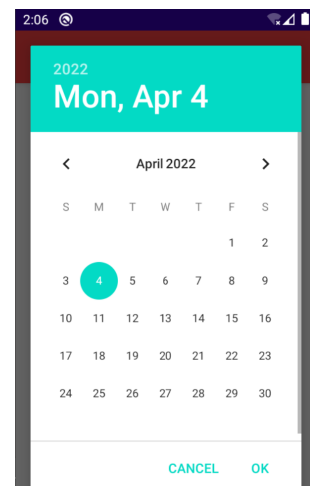 2:06
2022
Mon, Apr 4
April 2022
S M T W T F S
1 2
3 4 5 6 7 8 9
10 11 12 13 14 15 16
17 18 19 20 21 22 23
24 25 26 27 28 29 30
CANCEL OK